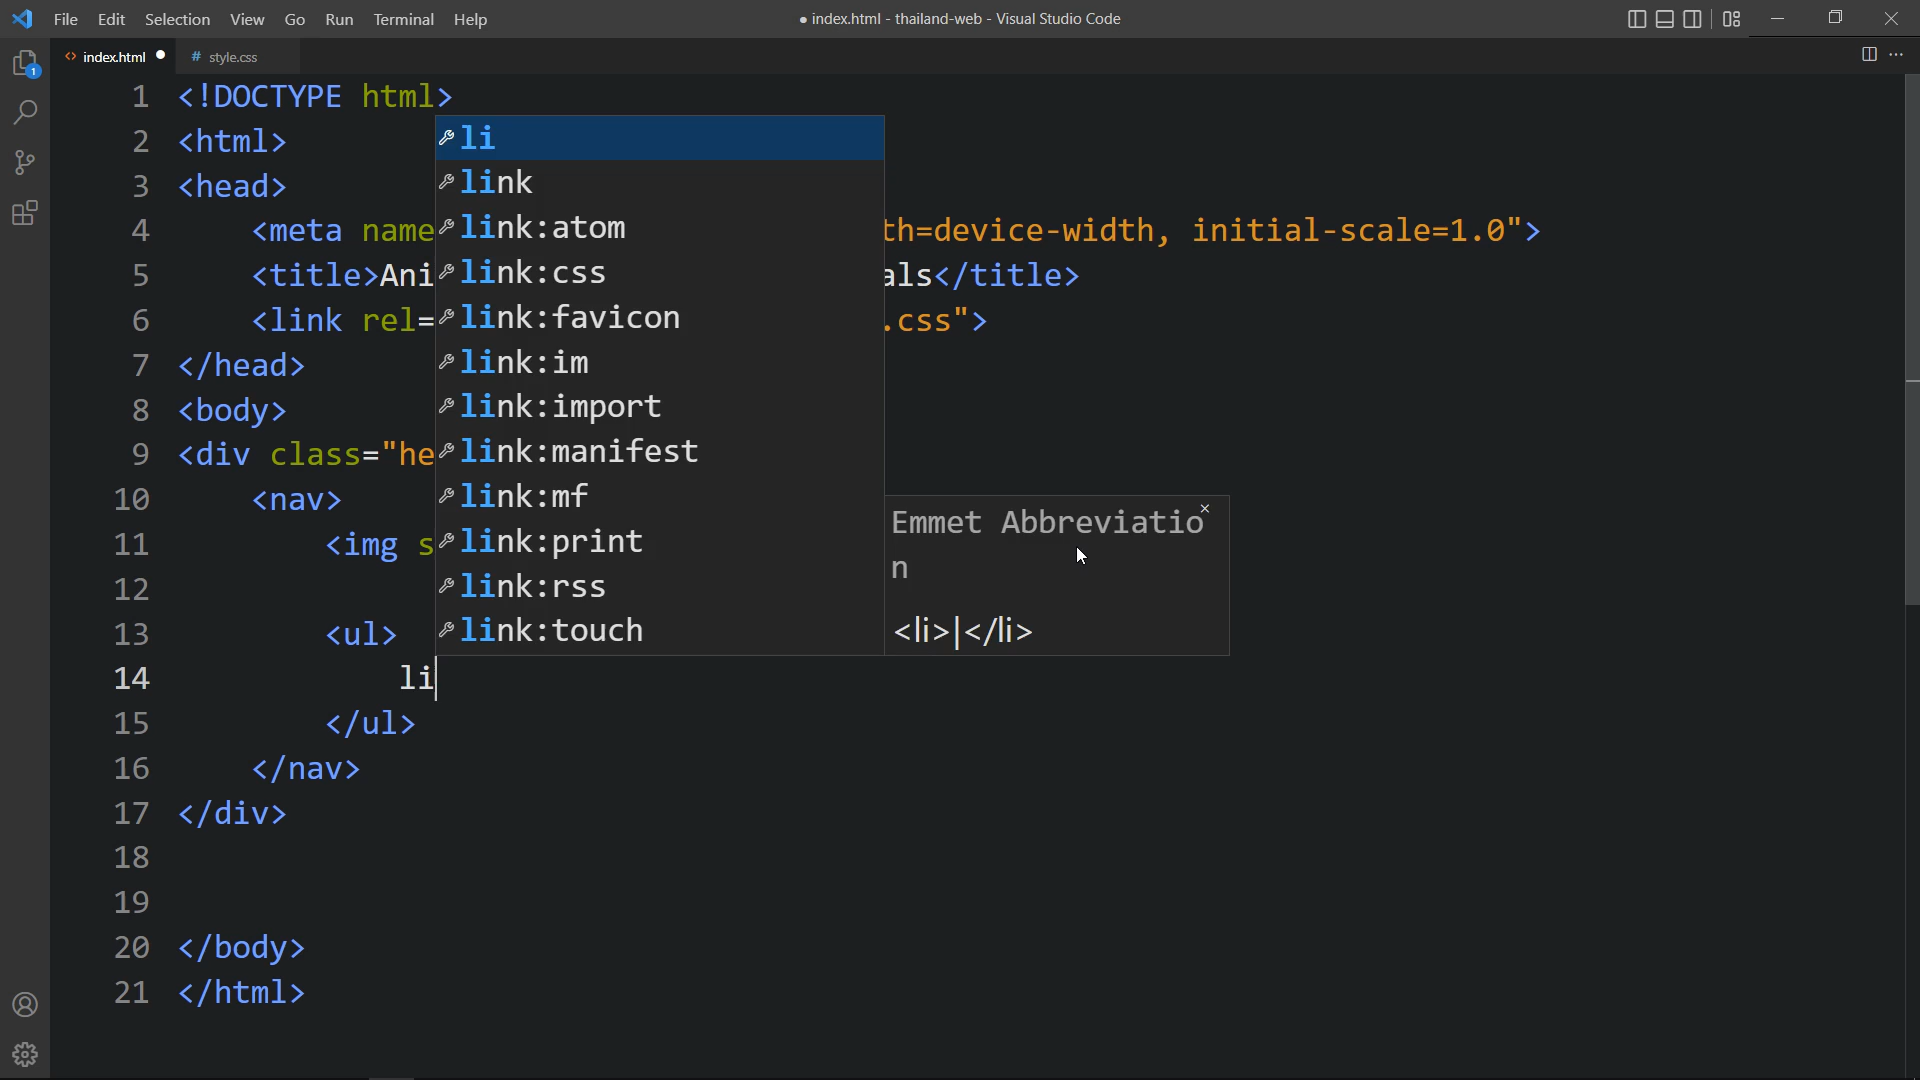 File Edit Selection View Go Run Terminal Help
● index.html - thailand-web - Visual Studio Code
index.html ●
# style.css
1
1 <!DOCTYPE html>
2 <html>
3 <head>
4 <meta name th=device-width, initial-scale=1.0">
5 <title>Ani als</title>
6 <link rel= .css">
7 </head>
8 <body>
9 <div class="he
10 <nav>
11 <img s
12
13 <ul>
14 li
15 </ul>
16 </nav>
17 </div>
18
19
20 </body>
21 </html>
li
link
link:atom
link:css
link:favicon
link:im
link:import
link:manifest
link:mf
link:print
link:rss
link:touch
Emmet Abbreviatio
n
<li>|</li>